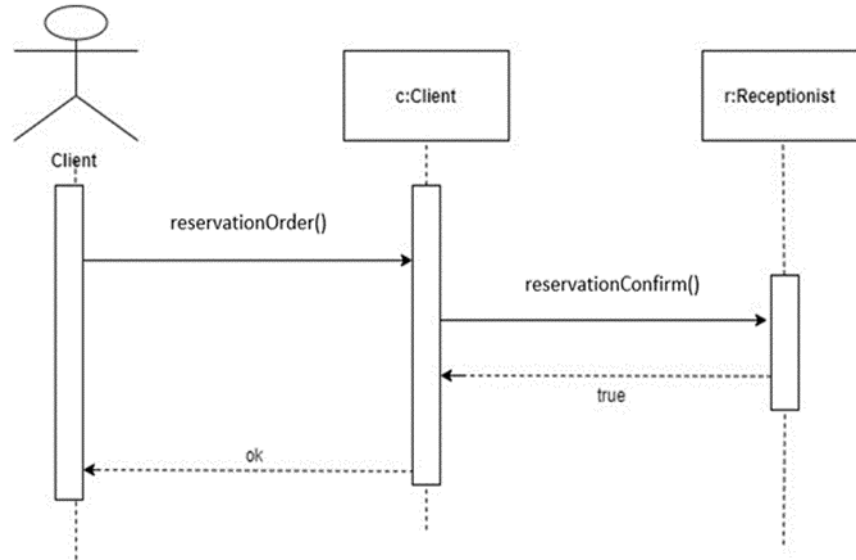 c:Client
r:Receptionist
Client
reservationOrder()
reservationConfirm()
true
ok